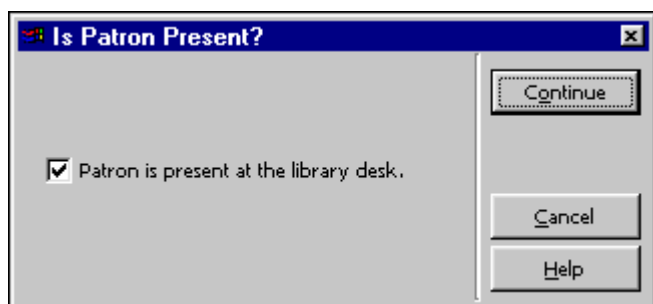 Is Patron Present?
Continue
Patron is present at the library desk.
Cancel
Help